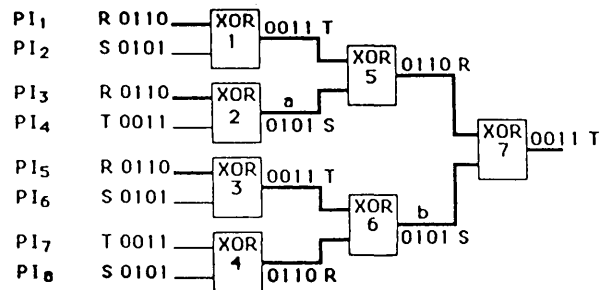 PI1 R 0110 XOR 1 0011 T
PI2 S 0101
XOR 5 0110 R
PI3 R 0110 XOR 2 a
PI4 T 0011 0101 S
XOR 7 0011 T
PI5 R 0110 XOR 3 0011 T
PI6 S 0101
XOR 6 b
0101 S
PI7 T 0011 XOR 4
PI8 S 0101 0110 R